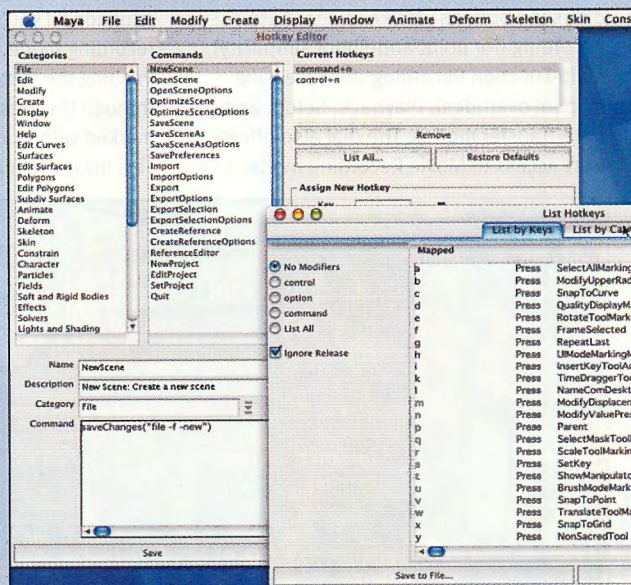 Maya File Edit Modify Create Display Window Animate Deform Skeleton Skin Cons
Hotkey Editor
Categories
File
Edit
Modify
Create
Display
Window
Help
Edit Curves
Surfaces
Edit Surfaces
Polygons
Edit Polygons
Subdiv Surfaces
Animate
Deform
Skeleton
Skin
Constrain
Character
Particles
Fields
Soft and Rigid Bodies
Effects
Solvers
Lights and Shading
Commands
NewScene
OpenScene
OpenSceneOptions
OptimizeScene
OptimizeSceneOptions
SaveScene
SaveSceneAs
SaveSceneAsOptions
SavePreferences
Import
ImportOptions
Export
ExportOptions
ExportSelection
ExportSelectionOptions
CreateReference
CreateReferenceOptions
ReferenceEditor
NewProject
EditProject
SetProject
Quit
Current Hotkeys
command+n
control+n
Remove
List All...
Restore Defaults
Assign New Hotkey
Key
Name NewScene
Description New Scene: Create a new scene
Category File
Command saveChanges("file -f -new")
Save
List Hotkeys
List by Keys List by Ca
No Modifiers
control
option
command
List All
Ignore Release
Mapped
a Press SelectAllMarking
b Press ModifyUpperRad
c Press SnapToCurve
d Press QualityDisplayM
e Press RotateToolMark
f Press FrameSelected
g Press RepeatLast
h Press UIModeMarkingM
i Press InsertKeyToolAc
k Press TimeDraggerToo
l Press NameComDeskt
m Press ModifyDisplacen
n Press ModifyValuePres
p Press Parent
q Press SelectMaskTool
r Press ScaleToolMarkin
s Press SetKey
t Press ShowManipulato
u Press BrushModeMark
v Press SnapToPoint
w Press TranslateToolMa
x Press SnapToGrid
y Press NonSacredTool
Save to File...